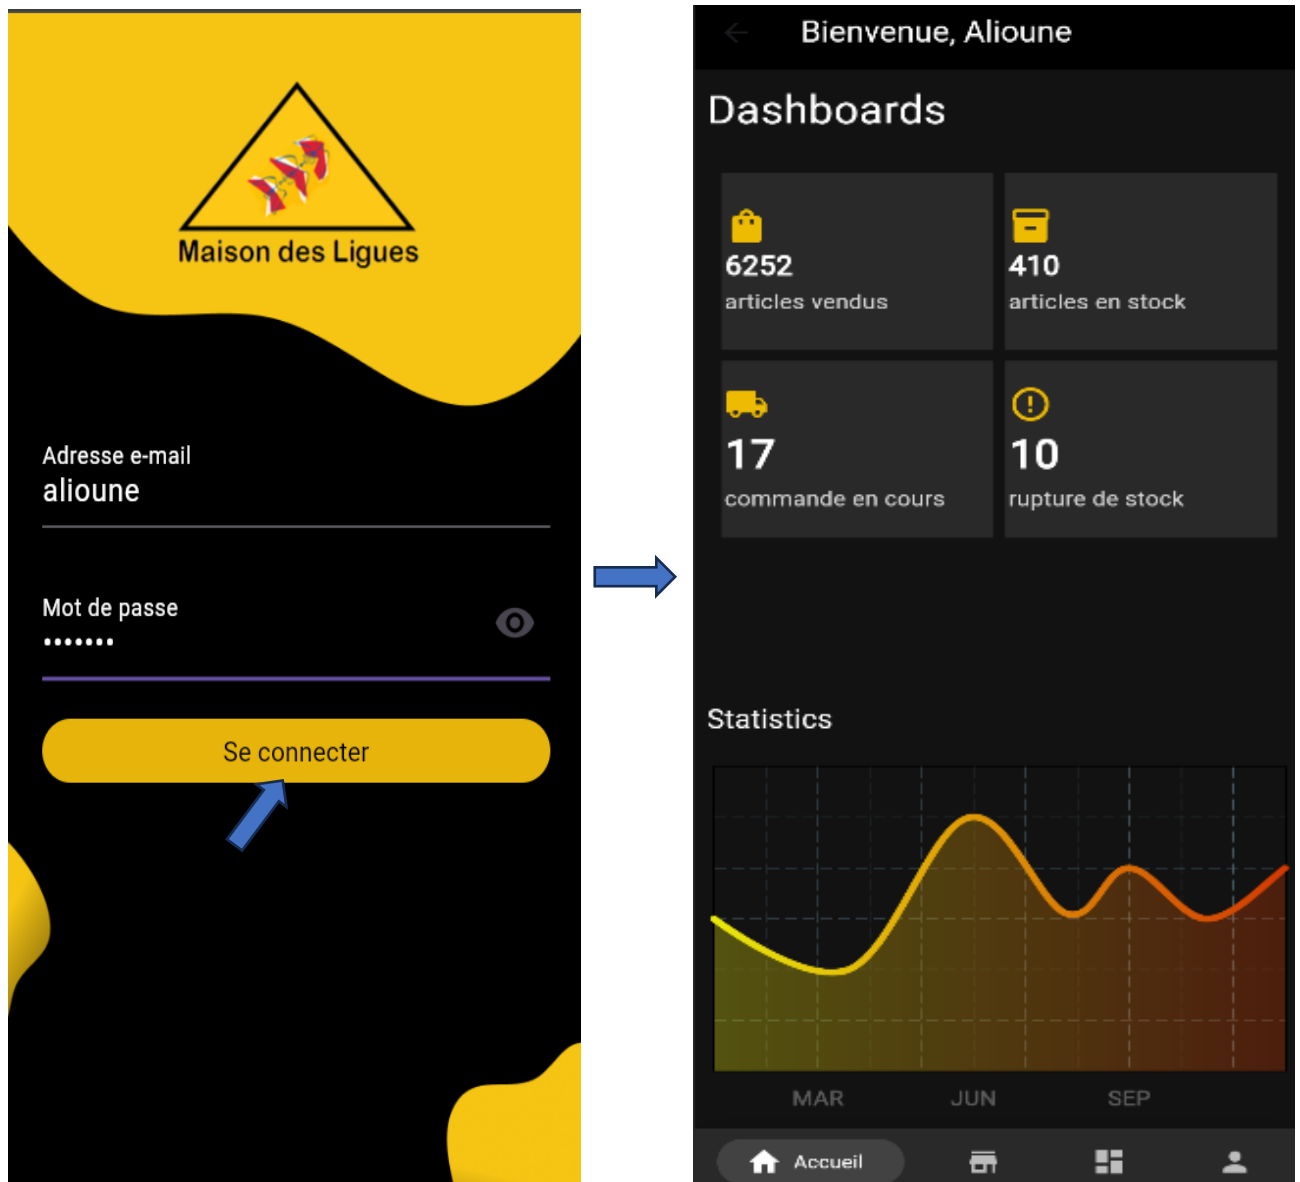 Maison des Ligues
Adresse e-mail
alioune
Mot de passe
•••••••
Se connecter
Bienvenue, Alioune
Dashboards
6252
articles vendus
410
articles en stock
17
commande en cours
10
rupture de stock
Statistics
MAR JUN SEP
Accueil